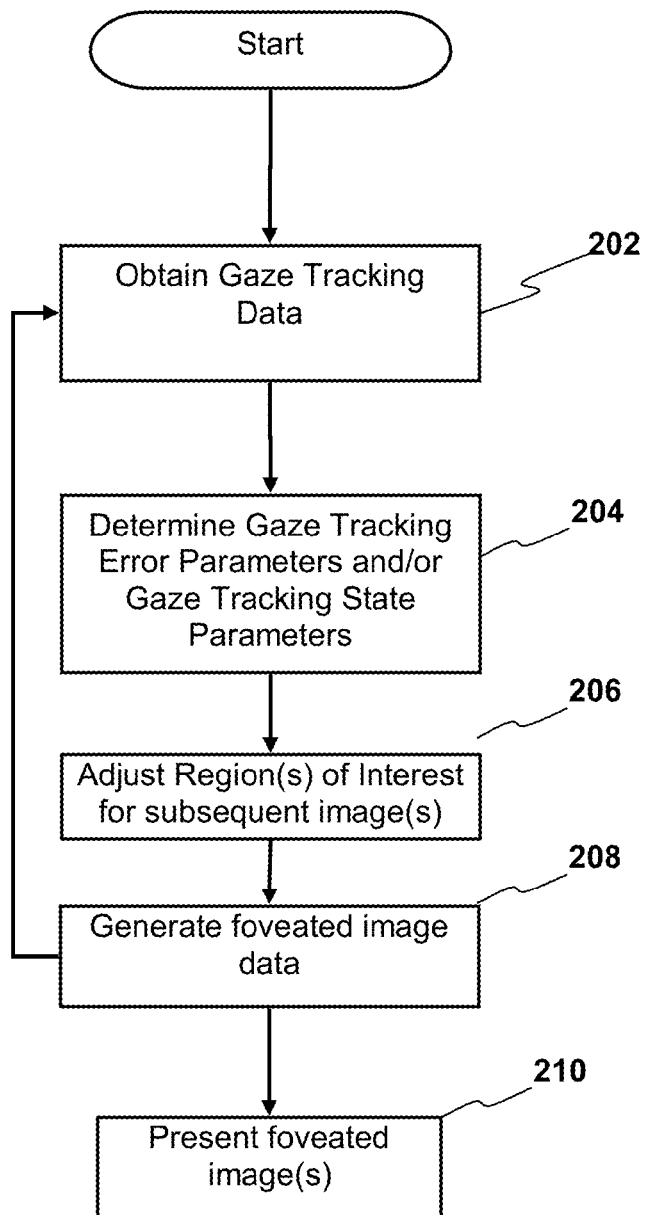 Start
202
Obtain Gaze Tracking
Data
204
Determine Gaze Tracking
Error Parameters and/or
Gaze Tracking State
Parameters
206
Adjust Region(s) of Interest
for subsequent image(s)
208
Generate foveated image
data
210
Present foveated
image(s)